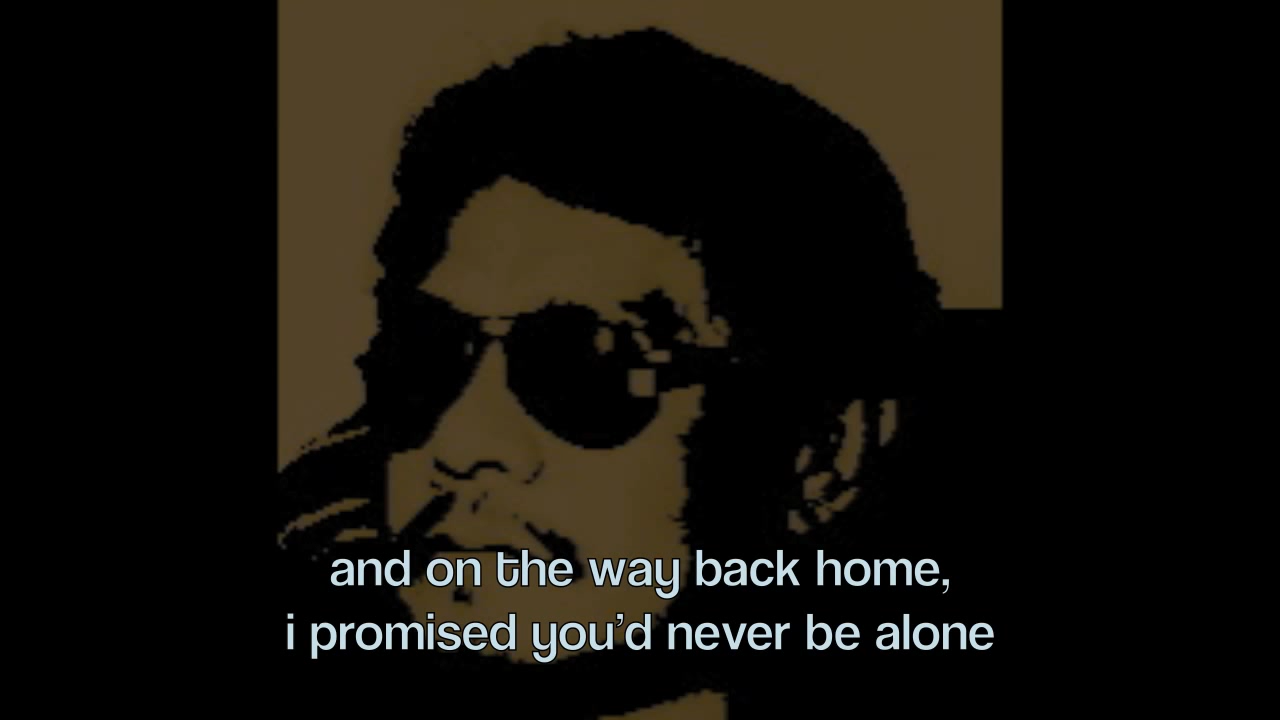 and on the way back home,
i promised you’d never be alone